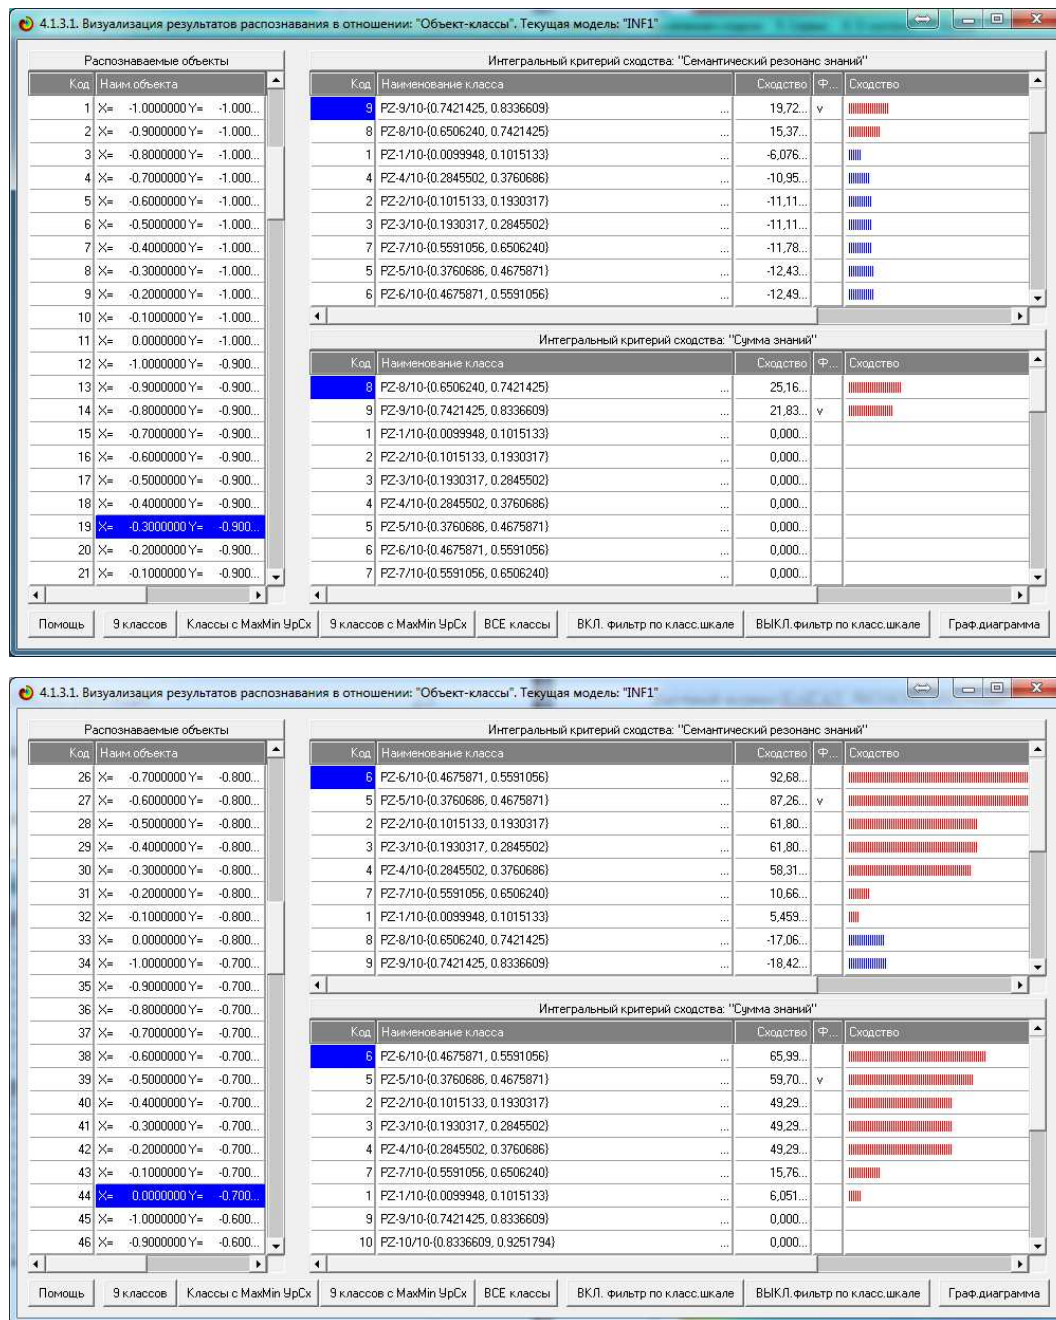 4.1.3.1. Визуализация результатов распознавания в отношении: "Объект-классы". Текущая модель: "INF1"
Распознаваемые объекты
Код Наим.объекта
1 X= -1.0000000 Y= -1.000...
2 X= -0.9000000 Y= -1.000...
3 X= -0.8000000 Y= -1.000...
4 X= -0.7000000 Y= -1.000...
5 X= -0.6000000 Y= -1.000...
6 X= -0.5000000 Y= -1.000...
7 X= -0.4000000 Y= -1.000...
8 X= -0.3000000 Y= -1.000...
9 X= -0.2000000 Y= -1.000...
10 X= -0.1000000 Y= -1.000...
11 X= 0.0000000 Y= -1.000...
12 X= -1.0000000 Y= -0.900...
13 X= -0.9000000 Y= -0.900...
14 X= -0.8000000 Y= -0.900...
15 X= -0.7000000 Y= -0.900...
16 X= -0.6000000 Y= -0.900...
17 X= -0.5000000 Y= -0.900...
18 X= -0.4000000 Y= -0.900...
19 X= -0.3000000 Y= -0.900...
20 X= -0.2000000 Y= -0.900...
21 X= -0.1000000 Y= -0.900...
Интегральный критерий сходства: "Семантический резонанс знаний"
Код Наименование класса Сходство Ф... Сходство
9 PZ-9/10-{0.7421425, 0.8336609} ... 19,72... v
8 PZ-8/10-{0.6506240, 0.7421425} ... 15,37...
1 PZ-1/10-{0.0099948, 0.1015133} ... -6,076...
4 PZ-4/10-{0.2845502, 0.3760686} ... -10,95...
2 PZ-2/10-{0.1015133, 0.1930317} ... -11,11...
3 PZ-3/10-{0.1930317, 0.2845502} ... -11,11...
7 PZ-7/10-{0.5591056, 0.6506240} ... -11,78...
5 PZ-5/10-{0.3760686, 0.4675871} ... -12,43...
6 PZ-6/10-{0.4675871, 0.5591056} ... -12,49...
Интегральный критерий сходства: "Сумма знаний"
Код Наименование класса Сходство Ф... Сходство
8 PZ-8/10-{0.6506240, 0.7421425} ... 25,16...
9 PZ-9/10-{0.7421425, 0.8336609} ... 21,83... v
1 PZ-1/10-{0.0099948, 0.1015133} ... 0,000...
2 PZ-2/10-{0.1015133, 0.1930317} ... 0,000...
3 PZ-3/10-{0.1930317, 0.2845502} ... 0,000...
4 PZ-4/10-{0.2845502, 0.3760686} ... 0,000...
5 PZ-5/10-{0.3760686, 0.4675871} ... 0,000...
6 PZ-6/10-{0.4675871, 0.5591056} ... 0,000...
7 PZ-7/10-{0.5591056, 0.6506240} ... 0,000...
Помощь 9 классов Классы с MaxMin УрСх 9 классов с MaxMin УрСх ВСЕ классы ВКЛ. фильтр по класс.шкале ВЫКЛ.фильтр по класс.шкале Граф.диаграмма
4.1.3.1. Визуализация результатов распознавания в отношении: "Объект-классы". Текущая модель: "INF1"
Распознаваемые объекты
Код Наим.объекта
26 X= -0.7000000 Y= -0.800...
27 X= -0.6000000 Y= -0.800...
28 X= -0.5000000 Y= -0.800...
29 X= -0.4000000 Y= -0.800...
30 X= -0.3000000 Y= -0.800...
31 X= -0.2000000 Y= -0.800...
32 X= -0.1000000 Y= -0.800...
33 X= 0.0000000 Y= -0.800...
34 X= -1.0000000 Y= -0.700...
35 X= -0.9000000 Y= -0.700...
36 X= -0.8000000 Y= -0.700...
37 X= -0.7000000 Y= -0.700...
38 X= -0.6000000 Y= -0.700...
39 X= -0.5000000 Y= -0.700...
40 X= -0.4000000 Y= -0.700...
41 X= -0.3000000 Y= -0.700...
42 X= -0.2000000 Y= -0.700...
43 X= -0.1000000 Y= -0.700...
44 X= 0.0000000 Y= -0.700...
45 X= -1.0000000 Y= -0.600...
46 X= -0.9000000 Y= -0.600...
Интегральный критерий сходства: "Семантический резонанс знаний"
Код Наименование класса Сходство Ф... Сходство
6 PZ-6/10-{0.4675871, 0.5591056} ... 92,68...
5 PZ-5/10-{0.3760686, 0.4675871} ... 87,26... v
2 PZ-2/10-{0.1015133, 0.1930317} ... 61,80...
3 PZ-3/10-{0.1930317, 0.2845502} ... 61,80...
4 PZ-4/10-{0.2845502, 0.3760686} ... 58,31...
7 PZ-7/10-{0.5591056, 0.6506240} ... 10,66...
1 PZ-1/10-{0.0099948, 0.1015133} ... 5,459...
8 PZ-8/10-{0.6506240, 0.7421425} ... -17,06...
9 PZ-9/10-{0.7421425, 0.8336609} ... -18,42...
Интегральный критерий сходства: "Сумма знаний"
Код Наименование класса Сходство Ф... Сходство
6 PZ-6/10-{0.4675871, 0.5591056} ... 65,99...
5 PZ-5/10-{0.3760686, 0.4675871} ... 59,70... v
2 PZ-2/10-{0.1015133, 0.1930317} ... 49,29...
3 PZ-3/10-{0.1930317, 0.2845502} ... 49,29...
4 PZ-4/10-{0.2845502, 0.3760686} ... 49,29...
7 PZ-7/10-{0.5591056, 0.6506240} ... 15,76...
1 PZ-1/10-{0.0099948, 0.1015133} ... 6,051...
9 PZ-9/10-{0.7421425, 0.8336609} ... 0,000...
10 PZ-10/10-{0.8336609, 0.9251794} ... 0,000...
Помощь 9 классов Классы с MaxMin УрСх 9 классов с MaxMin УрСх ВСЕ классы ВКЛ. фильтр по класс.шкале ВЫКЛ.фильтр по класс.шкале Граф.диаграмма